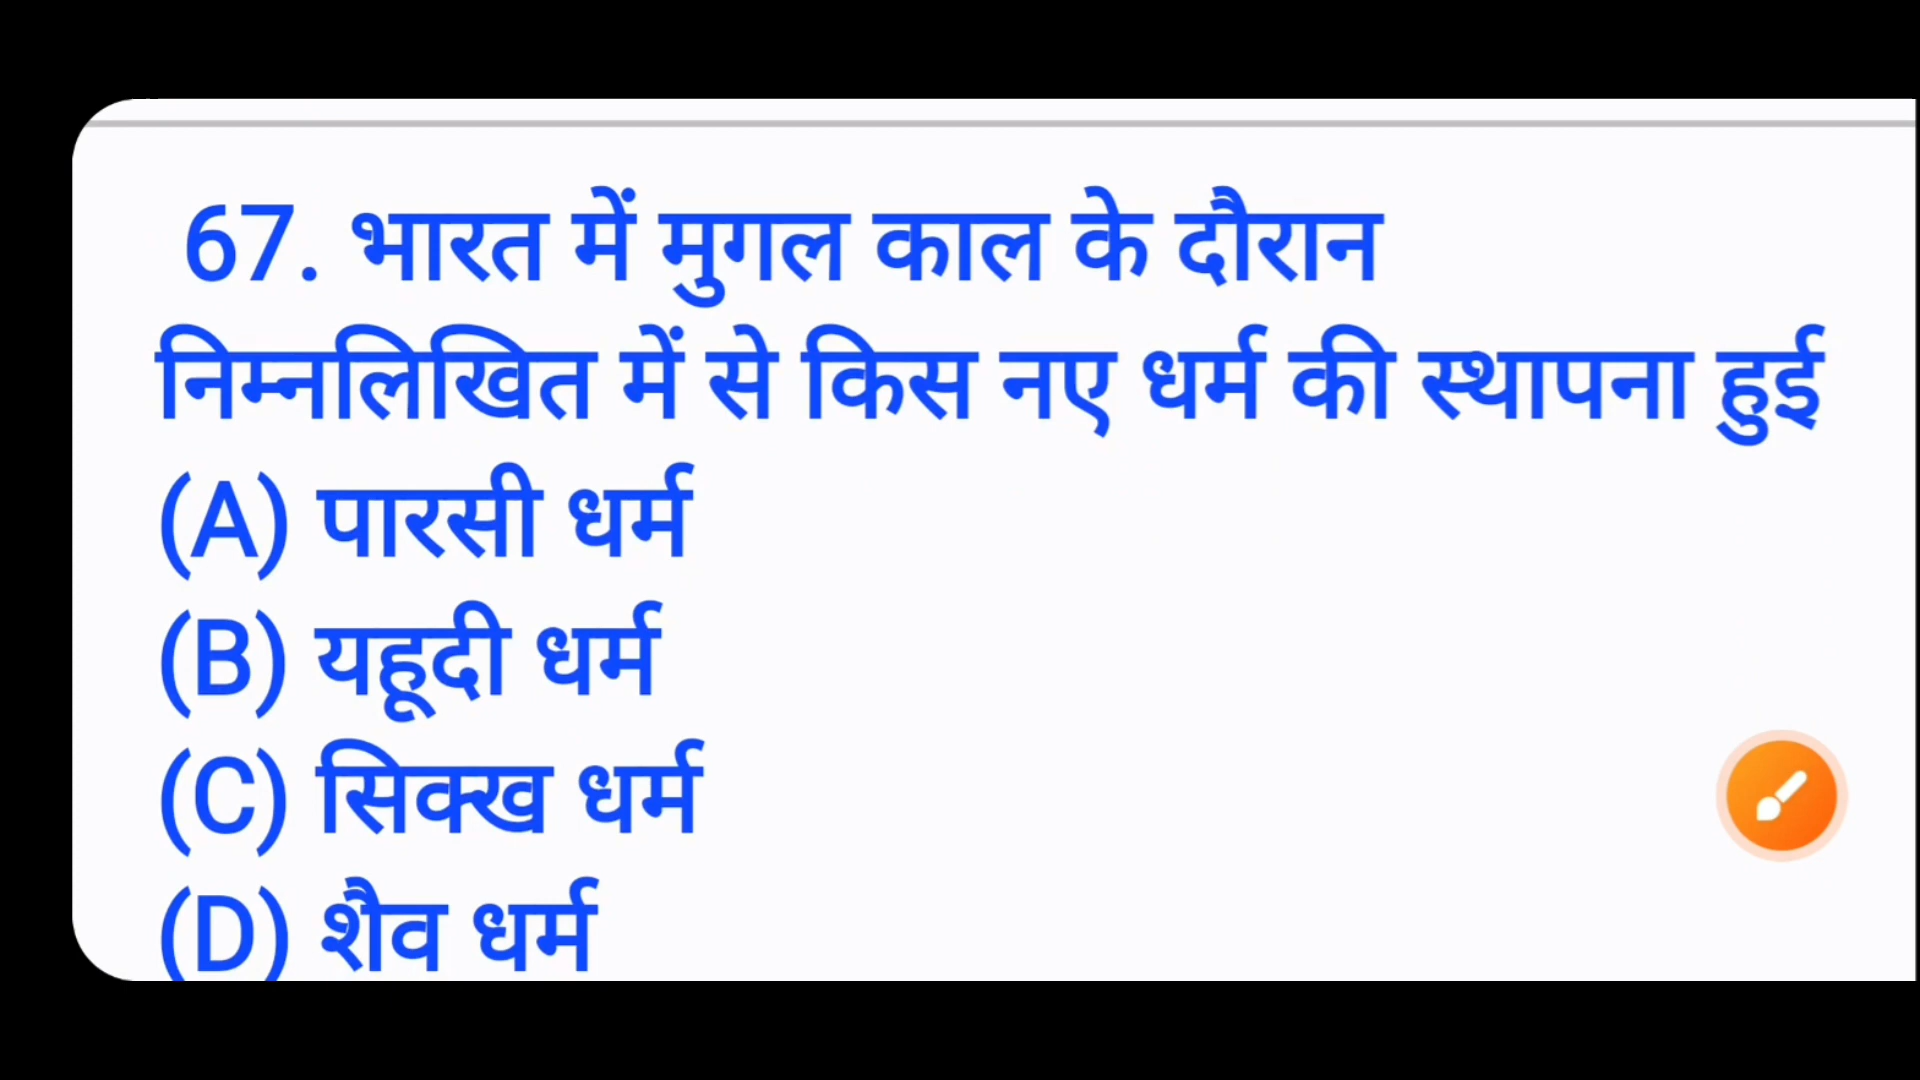 67. भारत में मुगल काल के दौरान
निम्नलिखित में से किस नए धर्म की स्थापना हुई
(A) पारसी धर्म
(B) यहूदी धर्म
(C) सिक्ख धर्म
(D) शैव धर्म